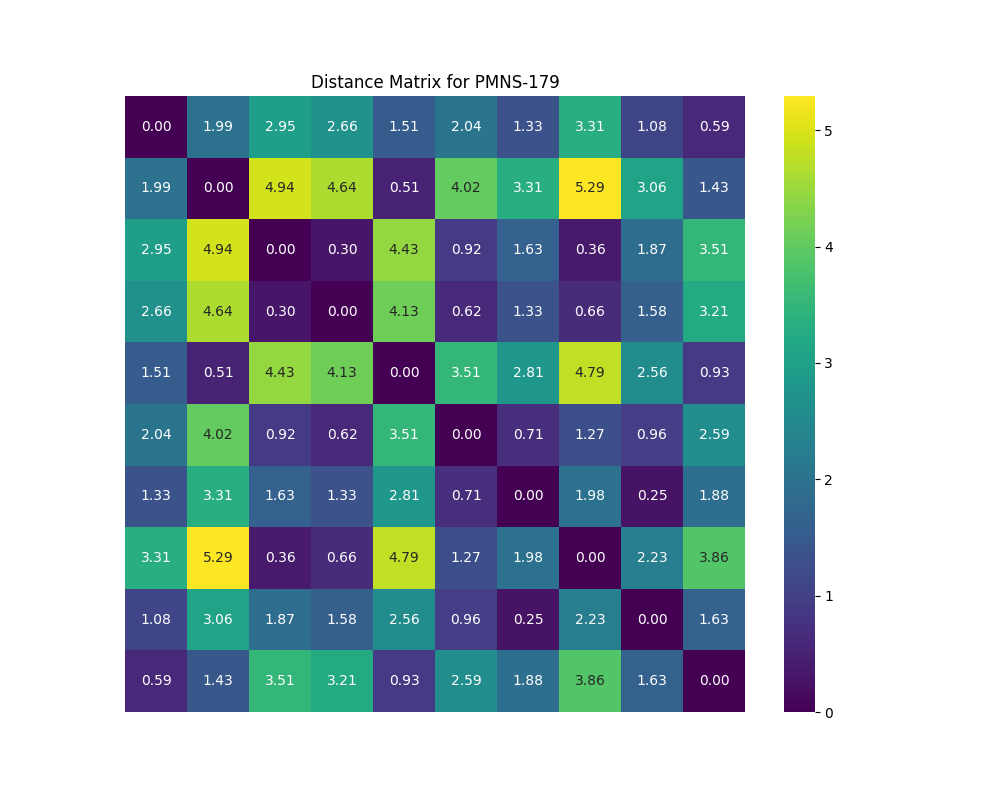 Distance Matrix for PMNS-179
0.00 1.99 2.95 2.66 1.51 2.04 1.33 3.31 1.08 0.59
1.99 0.00 4.94 4.64 0.51 4.02 3.31 5.29 3.06 1.43
2.95 4.94 0.00 0.30 4.43 0.92 1.63 0.36 1.87 3.51
2.66 4.64 0.30 0.00 4.13 0.62 1.33 0.66 1.58 3.21
1.51 0.51 4.43 4.13 0.00 3.51 2.81 4.79 2.56 0.93
2.04 4.02 0.92 0.62 3.51 0.00 0.71 1.27 0.96 2.59
1.33 3.31 1.63 1.33 2.81 0.71 0.00 1.98 0.25 1.88
3.31 5.29 0.36 0.66 4.79 1.27 1.98 0.00 2.23 3.86
1.08 3.06 1.87 1.58 2.56 0.96 0.25 2.23 0.00 1.63
0.59 1.43 3.51 3.21 0.93 2.59 1.88 3.86 1.63 0.00
5
4
3
2
1
0